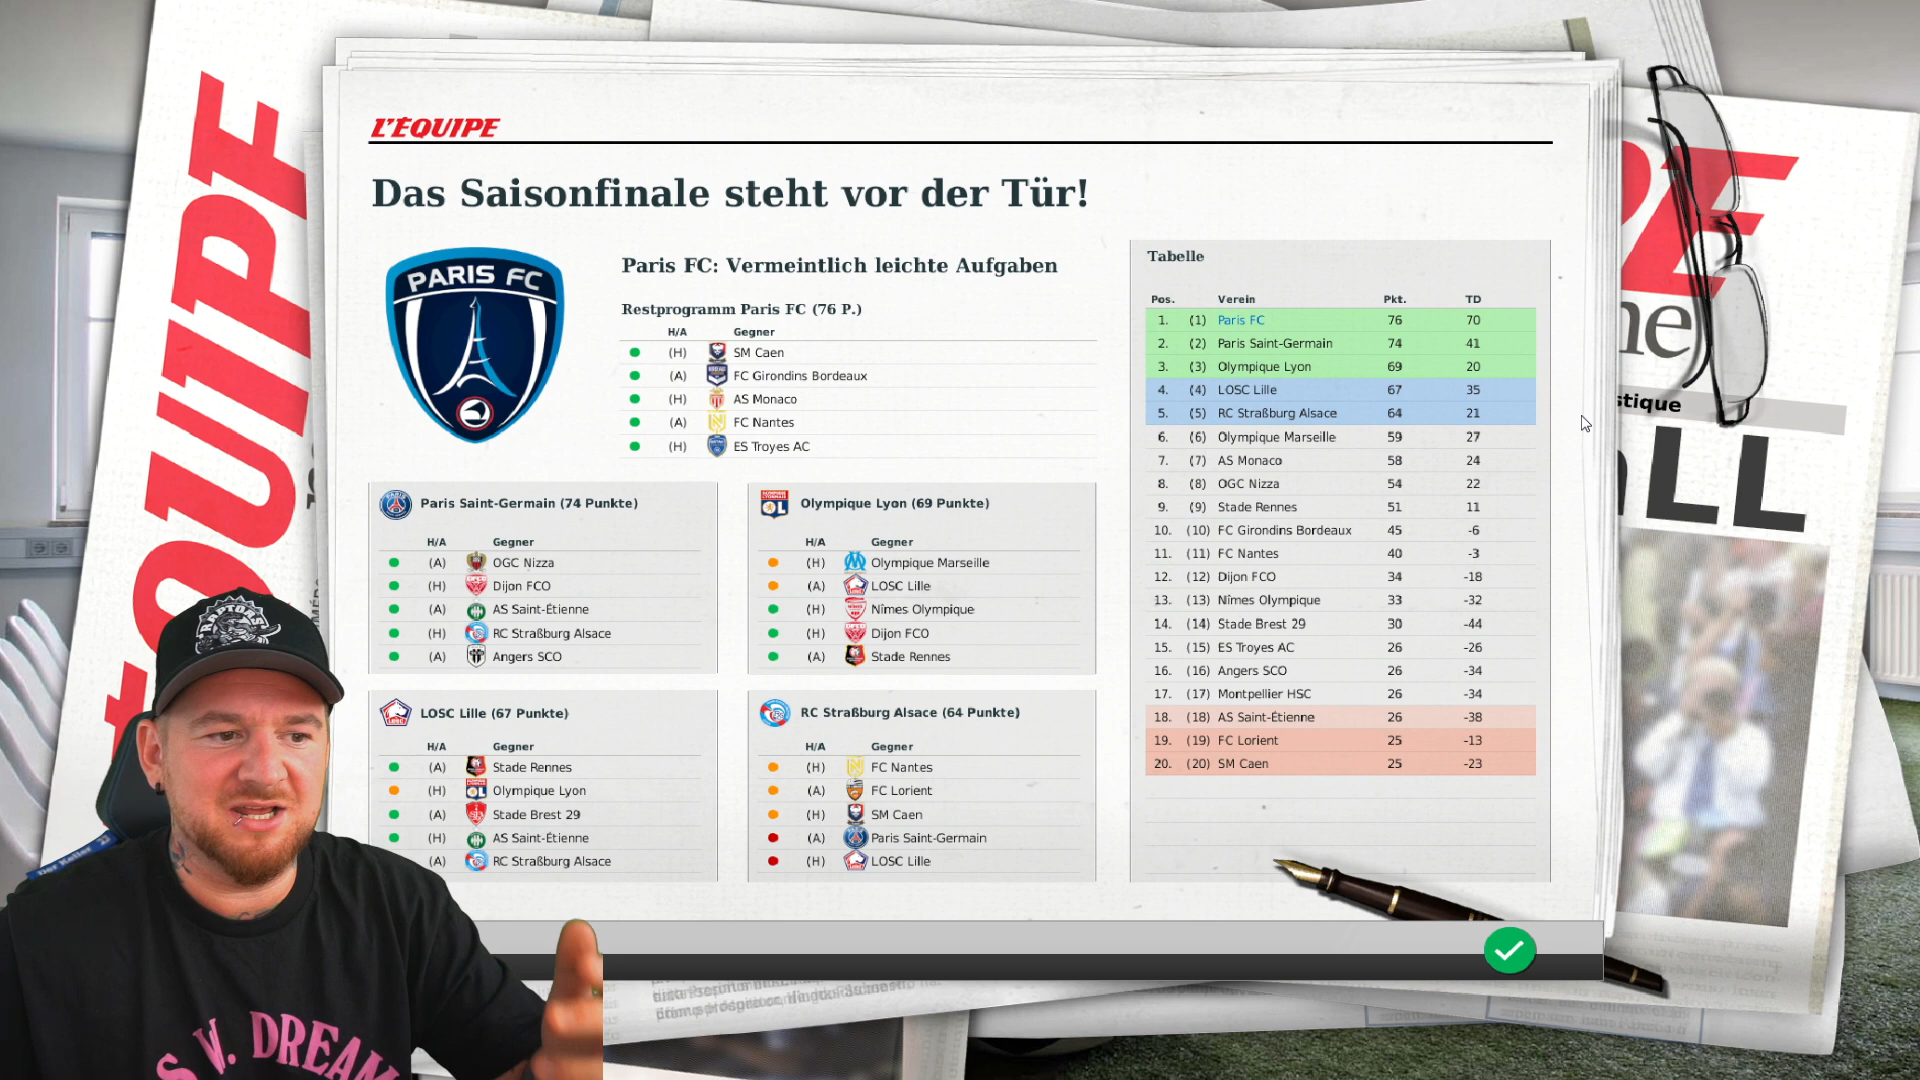 L'ÉQUIPE
Das Saisonfinale steht vor der Tür!
PARIS FC
Paris FC: Vermeintlich leichte Aufgaben
Restprogramm Paris FC (76 P.)
H/A Gegner
(H) SM Caen
(A) FC Girondins Bordeaux
(H) AS Monaco
(A) FC Nantes
(H) ES Troyes AC
Paris Saint-Germain (74 Punkte)
H/A Gegner
(A) OGC Nizza
(H) Dijon FCO
(A) AS Saint-Étienne
(H) RC Straßburg Alsace
(A) Angers SCO
Olympique Lyon (69 Punkte)
H/A Gegner
(H) Olympique Marseille
(A) LOSC Lille
(H) Nîmes Olympique
(H) Dijon FCO
(A) Stade Rennes
LOSC Lille (67 Punkte)
H/A Gegner
(A) Stade Rennes
(H) Olympique Lyon
(A) Stade Brest 29
(H) AS Saint-Étienne
(A) RC Straßburg Alsace
RC Straßburg Alsace (64 Punkte)
H/A Gegner
(H) FC Nantes
(A) FC Lorient
(H) SM Caen
(A) Paris Saint-Germain
(H) LOSC Lille
Tabelle
Pos. Verein Pkt. TD
1. (1) Paris FC 76 70
2. (2) Paris Saint-Germain 74 41
3. (3) Olympique Lyon 69 20
4. (4) LOSC Lille 67 35
5. (5) RC Straßburg Alsace 64 21
6. (6) Olympique Marseille 59 27
7. (7) AS Monaco 58 24
8. (8) OGC Nizza 54 22
9. (9) Stade Rennes 51 11
10. (10) FC Girondins Bordeaux 45 -6
11. (11) FC Nantes 40 -3
12. (12) Dijon FCO 34 -18
13. (13) Nîmes Olympique 33 -32
14. (14) Stade Brest 29 30 -44
15. (15) ES Troyes AC 26 -26
16. (16) Angers SCO 26 -34
17. (17) Montpellier HSC 26 -34
18. (18) AS Saint-Étienne 26 -38
19. (19) FC Lorient 25 -13
20. (20) SM Caen 25 -23
RAPTORS
Der Keller
W. DREAM